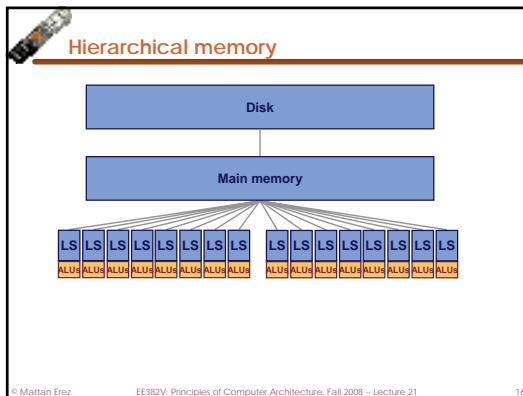 Hierarchical memory
Disk
Main memory
LS LS LS LS LS LS LS LS LS LS LS LS LS LS LS LS
ALUs ALUs ALUs ALUs ALUs ALUs ALUs ALUs ALUs ALUs ALUs ALUs ALUs ALUs ALUs ALUs
© Mattan Erez EE382V: Principles of Computer Architecture, Fall 2008 -- Lecture 21 16